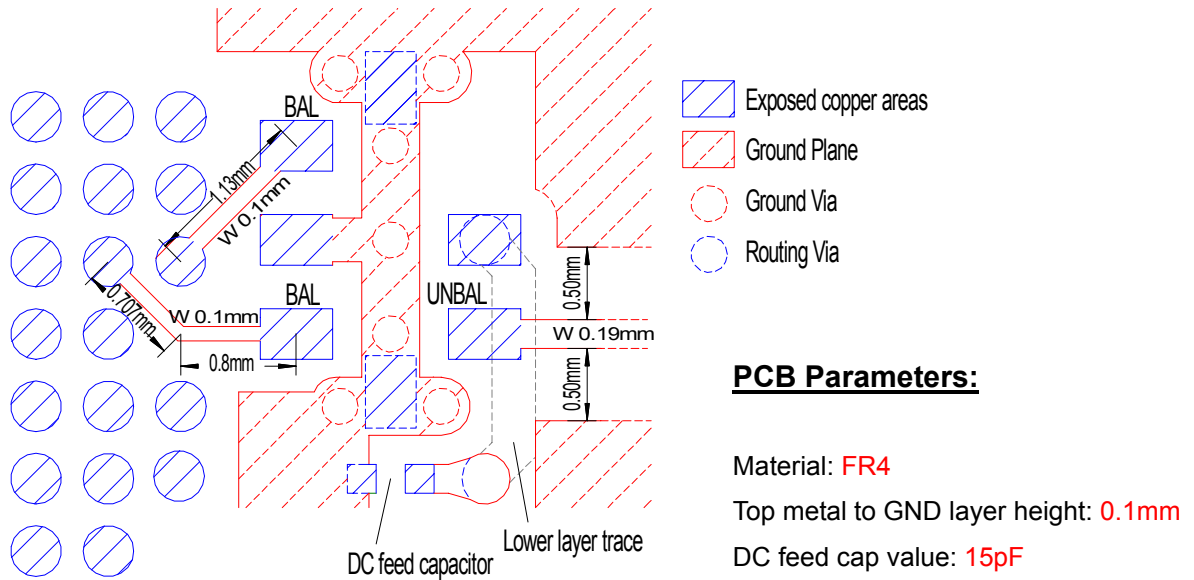 BAL
1.13mm
W 0.1mm
BAL
W 0.1mm
0.707mm
0.8mm
UNBAL
0.50mm
W 0.19mm
0.50mm
DC feed capacitor
Lower layer trace
Exposed copper areas
Ground Plane
Ground Via
Routing Via
PCB Parameters:
Material: FR4
Top metal to GND layer height: 0.1mm
DC feed cap value: 15pF